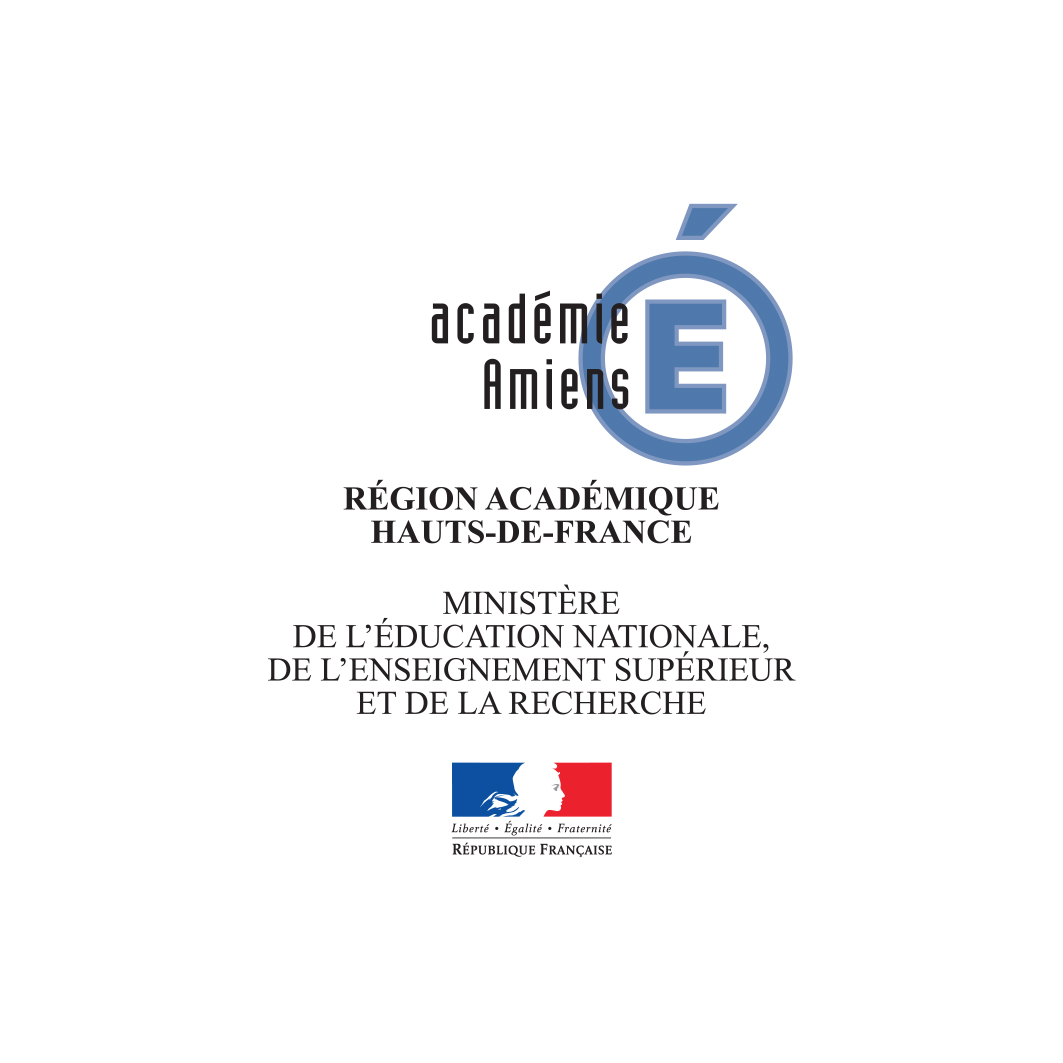 académie
Amiens
É
RÉGION ACADÉMIQUE
HAUTS-DE-FRANCE
MINISTÈRE
DE L’ÉDUCATION NATIONALE,
DE L’ENSEIGNEMENT SUPÉRIEUR
ET DE LA RECHERCHE
Liberté • Égalité • Fraternité
RÉPUBLIQUE FRANÇAISE